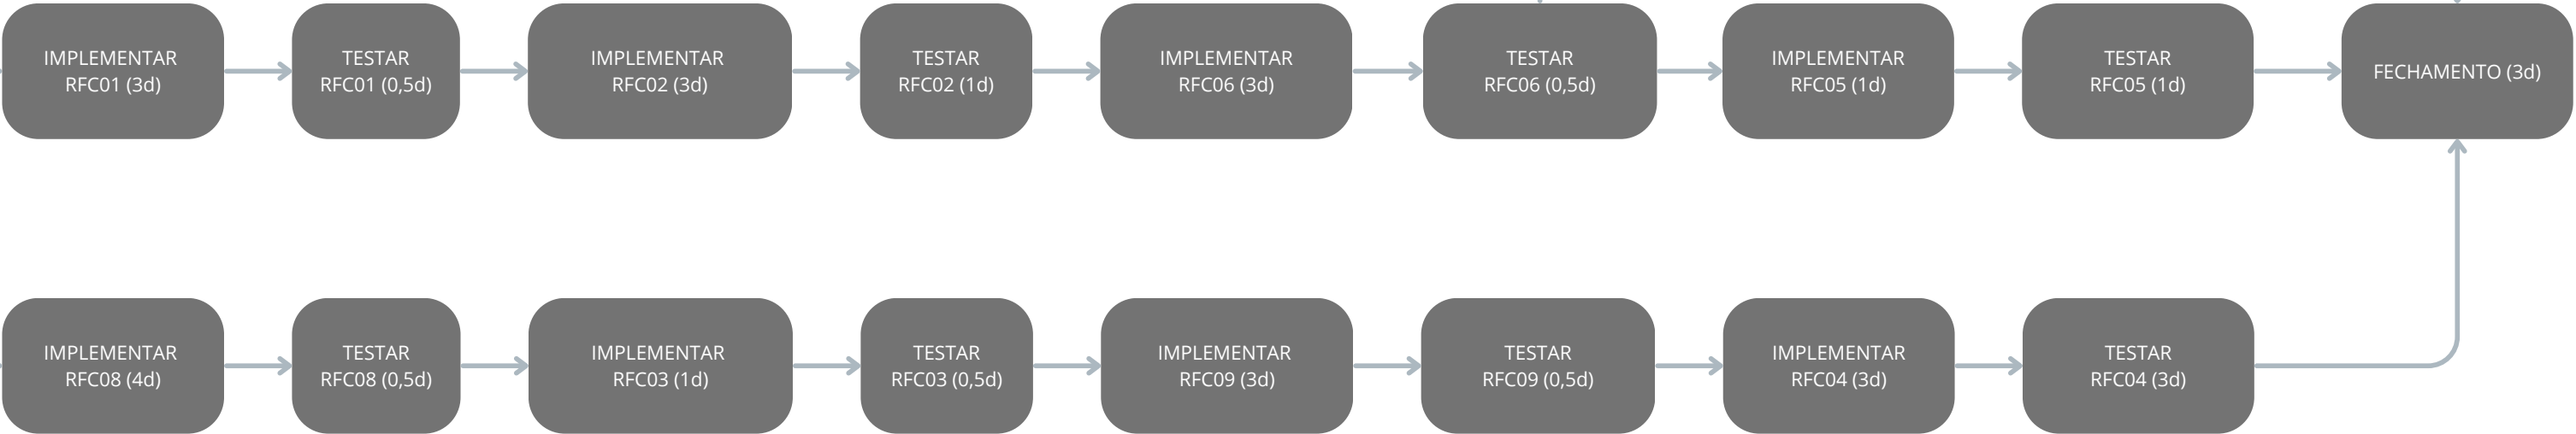 IMPLEMENTAR
RFC01 (3d)
TESTAR
RFC01 (0,5d)
IMPLEMENTAR
RFC02 (3d)
TESTAR
RFC02 (1d)
IMPLEMENTAR
RFC06 (3d)
TESTAR
RFC06 (0,5d)
IMPLEMENTAR
RFC05 (1d)
TESTAR
RFC05 (1d)
FECHAMENTO (3d)
IMPLEMENTAR
RFC08 (4d)
TESTAR
RFC08 (0,5d)
IMPLEMENTAR
RFC03 (1d)
TESTAR
RFC03 (0,5d)
IMPLEMENTAR
RFC09 (3d)
TESTAR
RFC09 (0,5d)
IMPLEMENTAR
RFC04 (3d)
TESTAR
RFC04 (3d)